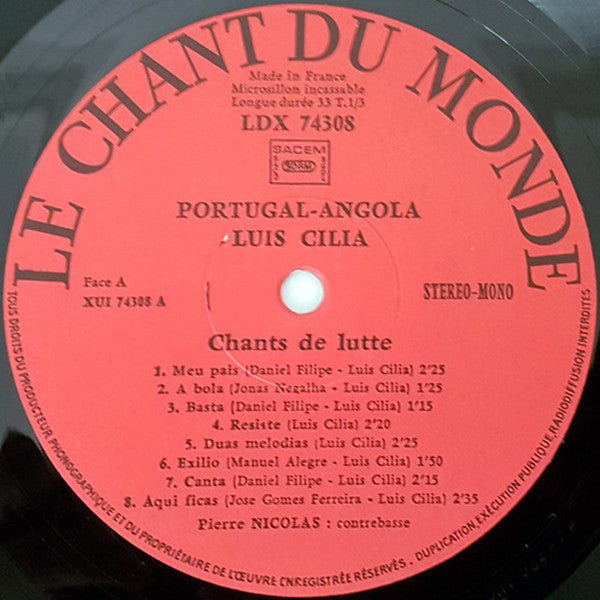 LE CHANT DU MONDE
Made in France
Microsillon incassable
Longue durée 33 T.1/3
LDX 74308
SACEM
SDRM
PORTUGAL-ANGOLA
LUIS CILIA
Face A
XUI 74308 A
STEREO-MONO
Chants de lutte
1. Meu pais (Daniel Filipe - Luis Cilia) 2'25
2. A bola (Jonas Negalha - Luis Cilia) 2'25
3. Basta (Daniel Filipe - Luis Cilia) 1'15
4. Resiste (Luis Cilia) 2'20
5. Duas melodias (Luis Cilia) 2'25
6. Exilio (Manuel Alegre - Luis Cilia) 1'50
7. Canta (Daniel Filipe - Luis Cilia) 2'15
8. Aqui ficas (Jose Gomes Ferreira - Luis Cilia) 2'35
Pierre NICOLAS : contrebasse
TOUS DROITS DU PRODUCTEUR PHONOGRAPHIQUE ET DU PROPRIÉTAIRE DE L'ŒUVRE ENREGISTRÉE RÉSERVÉS. DUPLICATION, EXÉCUTION PUBLIQUE, RADIODIFFUSION INTERDITES